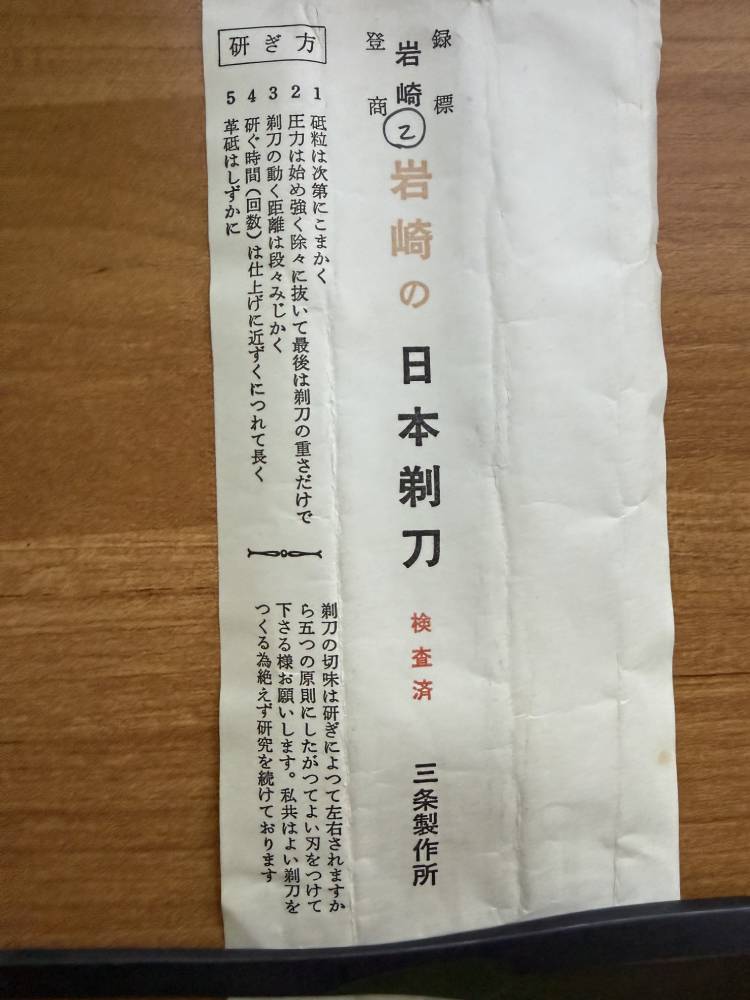 登録
商標
岩崎
2
岩崎の日本剃刀
検査済
三条製作所
研ぎ方
1 砥粒は次第にこまかく
2 圧力は始め強く除々に抜いて最後は剃刀の重さだけで
3 剃刀の動く距離は段々みじかく
4 研ぐ時間(回数)は仕上げに近ずくにつれて長く
5 革砥はしずかに
剃刀の切味は研ぎによつて左右されますか
ら五つの原則にしたがつてよい刃をつけて
下さる様お願いします。私共はよい剃刀を
つくる為絶えず研究を続けております